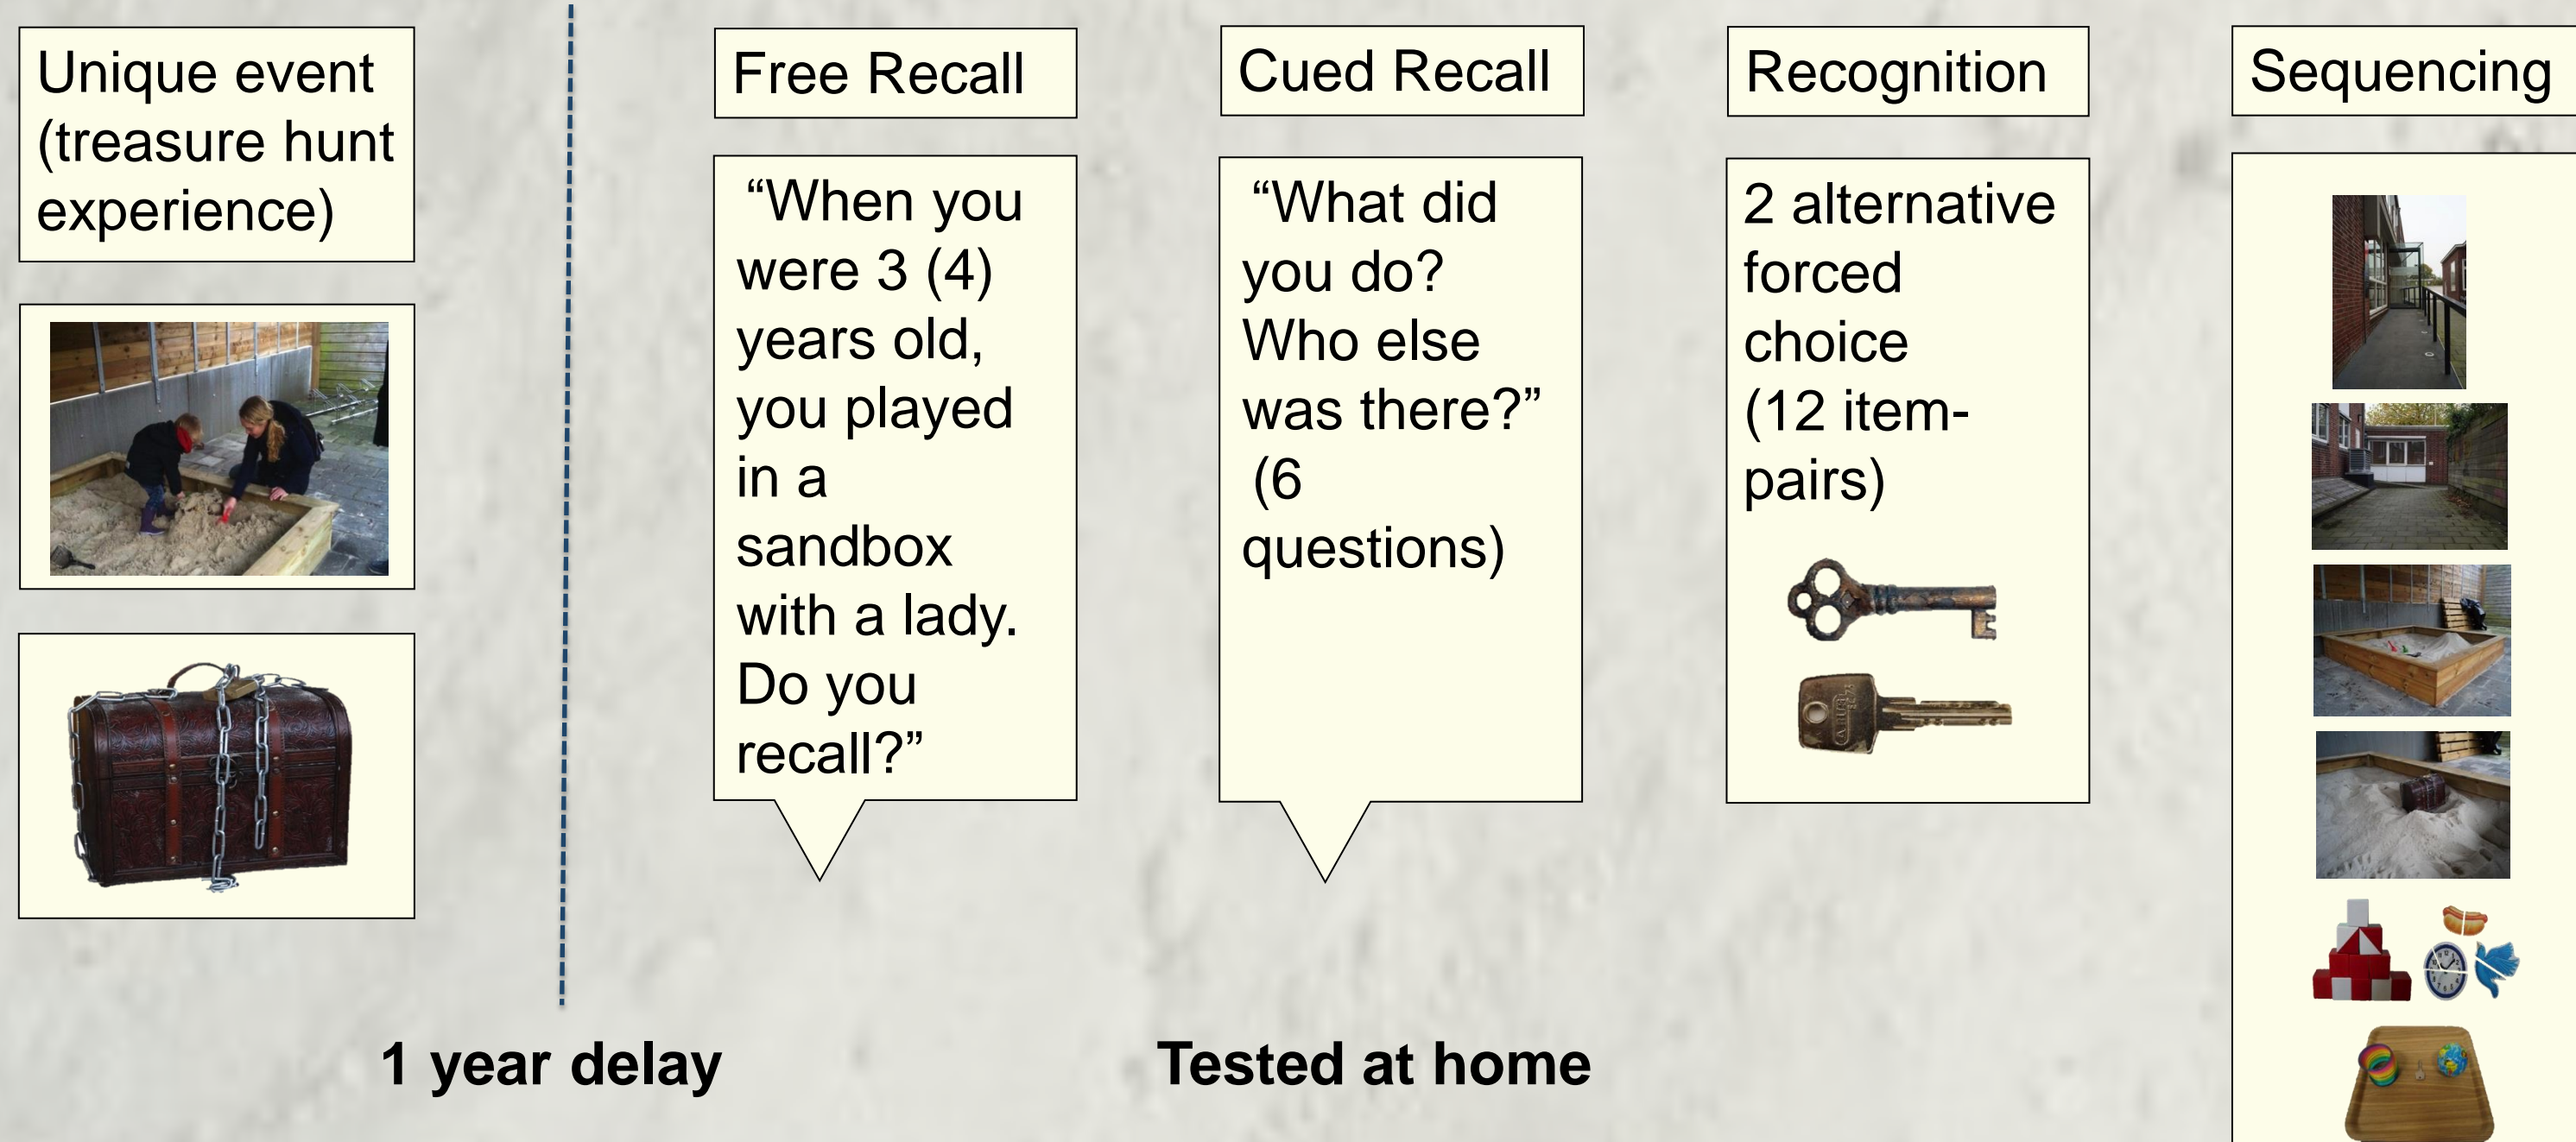 Unique event
(treasure hunt
experience)
Free Recall
“When you
were 3 (4)
years old,
you played
in a
sandbox
with a lady.
Do you
recall?”
Cued Recall
“What did
you do?
Who else
was there?”
(6
questions)
Recognition
2 alternative
forced
choice
(12 item-
pairs)
Sequencing
1 year delay
Tested at home